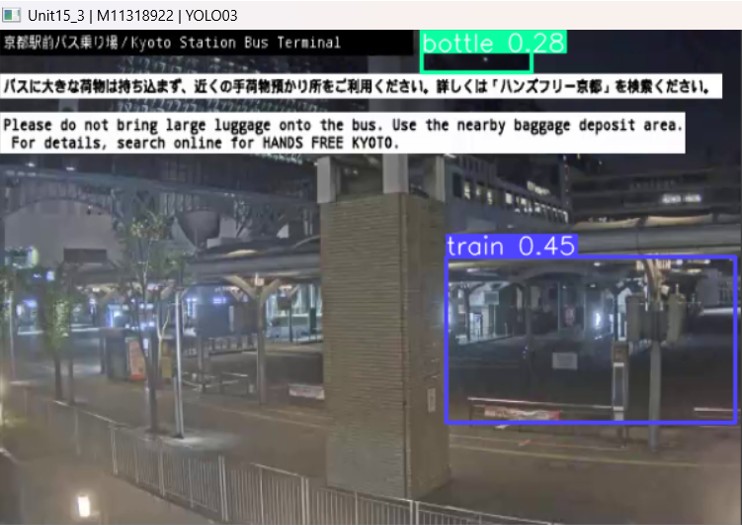 Unit15_3 | M11318922 | YOLO03
京都駅前バス乗り場/Kyoto Station Bus Terminal
bottle 0.28
バスに大きな荷物は持ち込まず、近くの手荷物預かり所をご利用ください。詳しくは「ハンズフリー京都」を検索ください。
Please do not bring large luggage onto the bus. Use the nearby baggage deposit area.
For details, search online for HANDS FREE KYOTO.
train 0.45